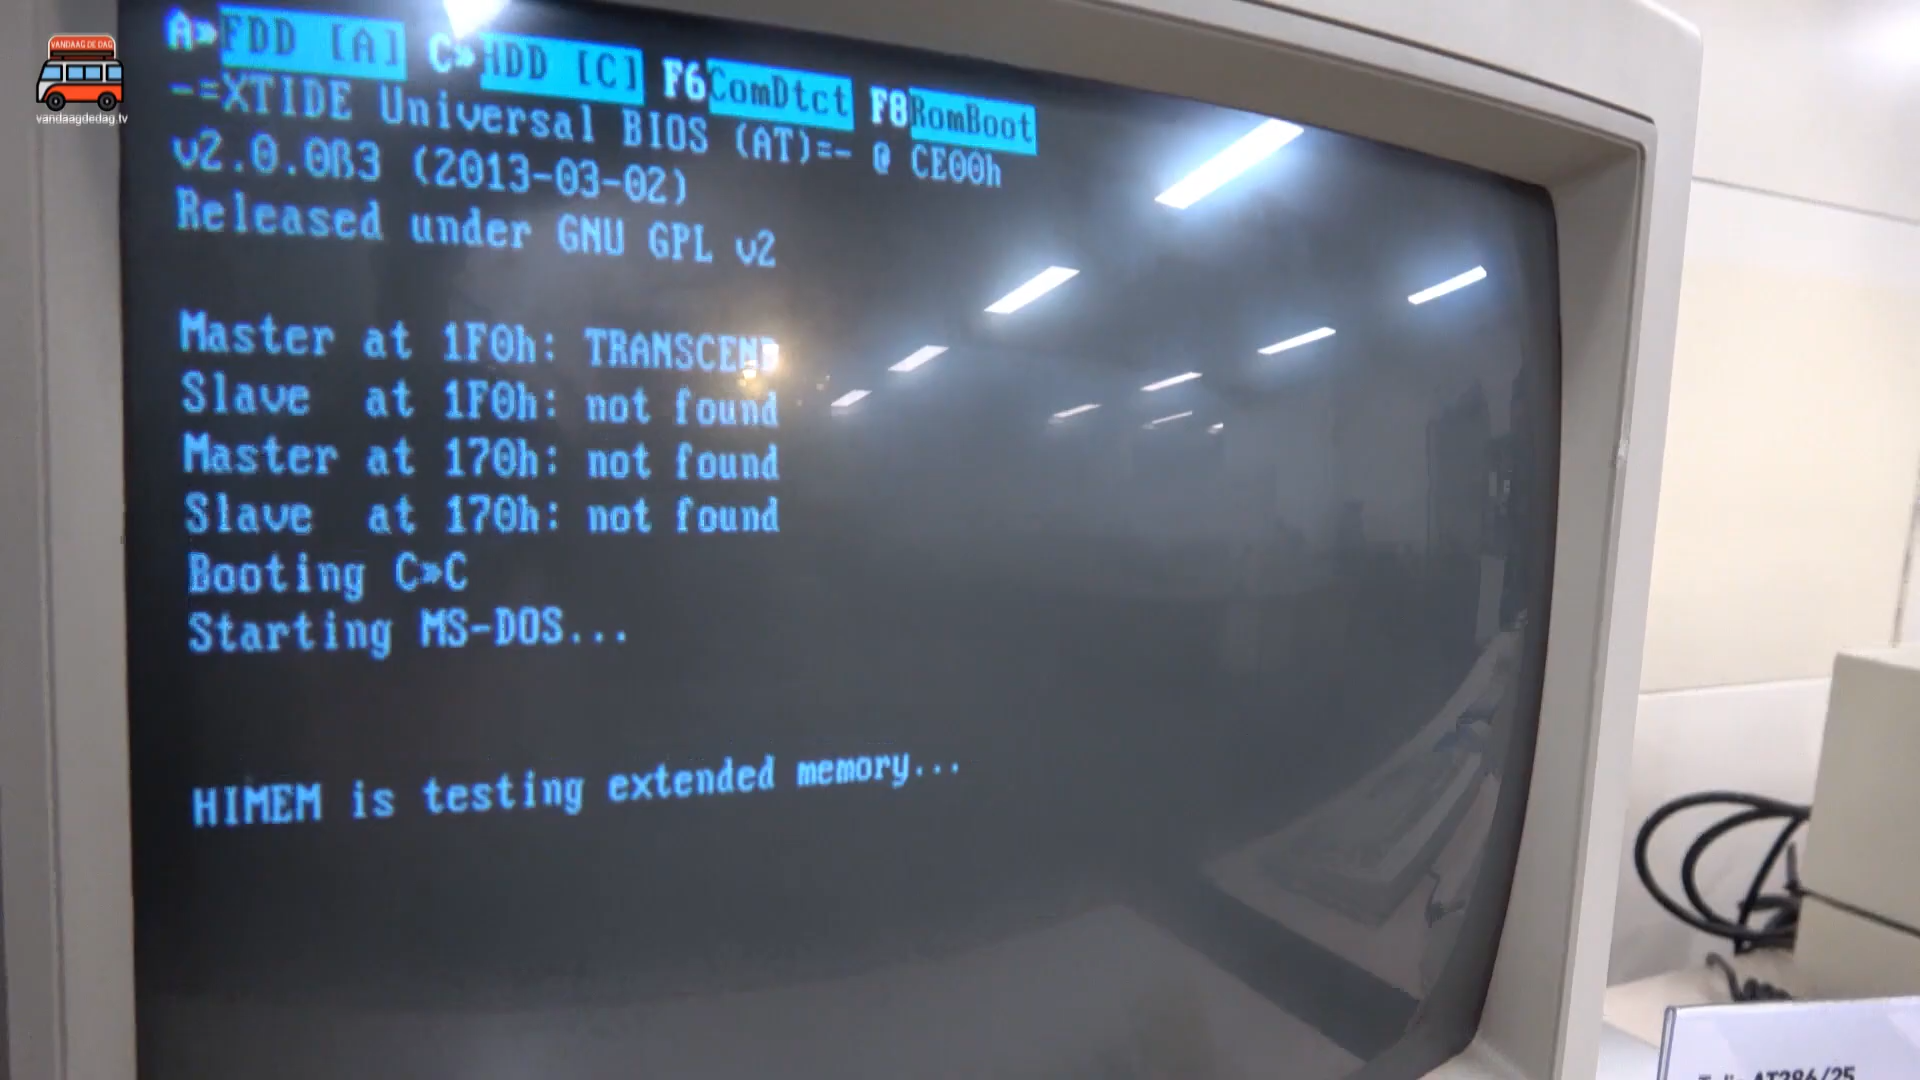 VANDAAG DE DAG
vandaagdedag.tv
A»FDD [A] C»HDD [C] F6ComDtct F8RomBoot
-=XTIDE Universal BIOS (AT)=- @ CE00h
v2.0.0ß3 (2013-03-02)
Released under GNU GPL v2
Master at 1F0h: TRANSCEND
Slave  at 1F0h: not found
Master at 170h: not found
Slave  at 170h: not found
Booting C»C
Starting MS-DOS...
HIMEM is testing extended memory...